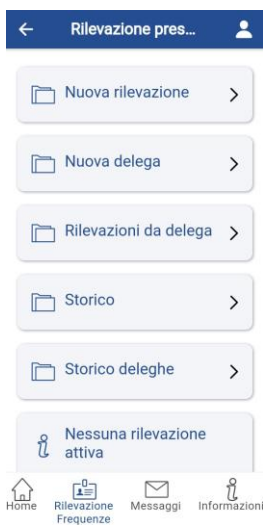 Rilevazione pres...
Nuova rilevazione
Nuova delega
Rilevazioni da delega
Storico
Storico deleghe
Nessuna rilevazione
attiva
Home
Rilevazione
Frequenze
Messaggi
Informazioni